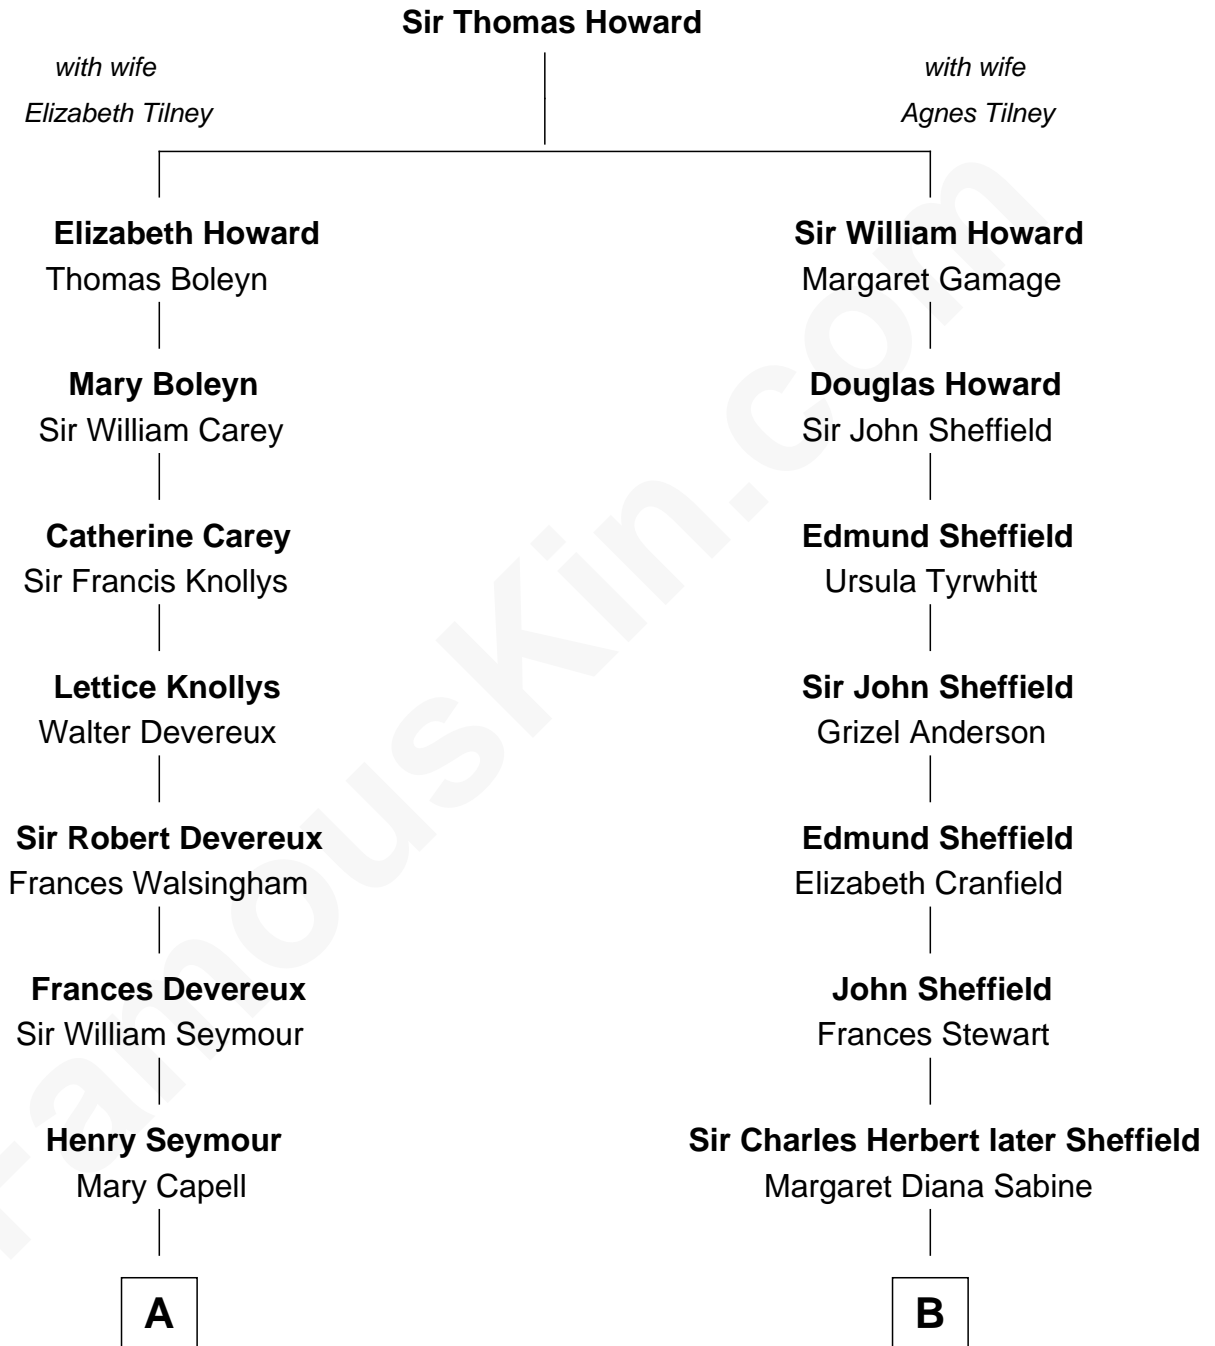 Sir Thomas Howard
with wife
Elizabeth Tilney
with wife
Agnes Tilney
Elizabeth Howard
Thomas Boleyn
Sir William Howard
Margaret Gamage
Mary Boleyn
Sir William Carey
Douglas Howard
Sir John Sheffield
Catherine Carey
Sir Francis Knollys
Edmund Sheffield
Ursula Tyrwhitt
Lettice Knollys
Walter Devereux
Sir John Sheffield
Grizel Anderson
Sir Robert Devereux
Frances Walsingham
Edmund Sheffield
Elizabeth Cranfield
Frances Devereux
Sir William Seymour
John Sheffield
Frances Stewart
Henry Seymour
Mary Capell
Sir Charles Herbert later Sheffield
Margaret Diana Sabine
A
B
FamousKin.com